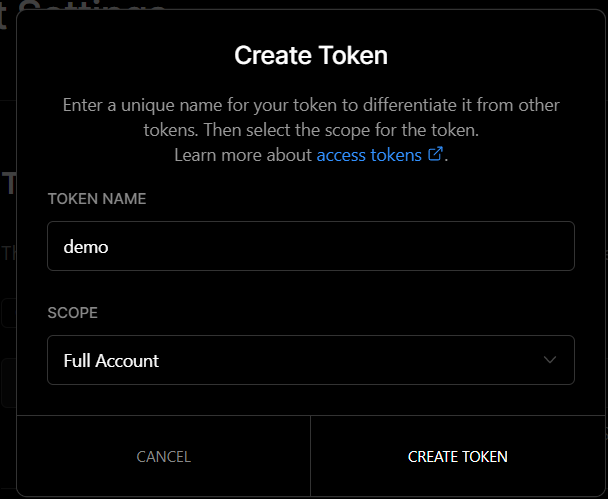 t Settings
Create Token
Enter a unique name for your token to differentiate it from other
tokens. Then select the scope for the token.
Learn more about access tokens.
T
Th
TOKEN NAME
demo
SCOPE
Full Account
CANCEL
CREATE TOKEN